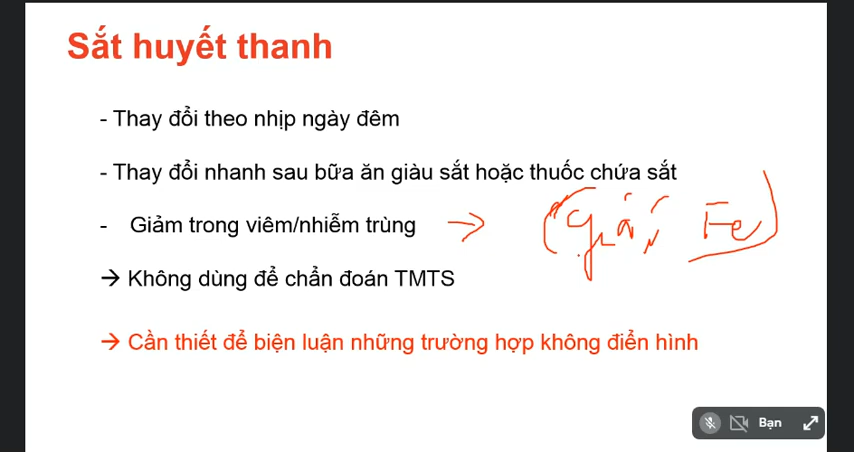 Sắt huyết thanh
- Thay đổi theo nhịp ngày đêm
- Thay đổi nhanh sau bữa ăn giàu sắt hoặc thuốc chứa sắt
- Giảm trong viêm/nhiễm trùng → ( Fe)
→ Không dùng để chẩn đoán TMTS
→ Cần thiết để biện luận những trường hợp không điển hình
Bạn